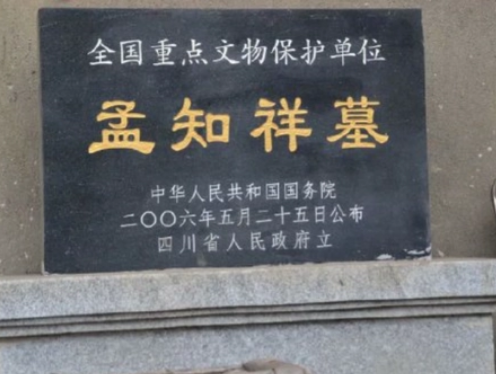 全国重点文物保护单位
孟知祥墓
中华人民共和国国务院
二〇〇六年五月二十五日公布
四川省人民政府立